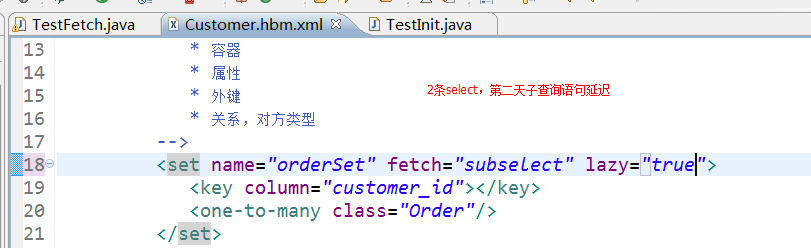 TestFetch.java Customer.hbm.xml TestInit.java
13 * 容器
14 * 属性
2条select，第二天子查询语句延迟
15 * 外键
16 * 关系，对方类型
17 -->
18 <set name="orderSet" fetch="subselect" lazy="true">
19 <key column="customer_id"></key>
20 <one-to-many class="Order"/>
21 </set>